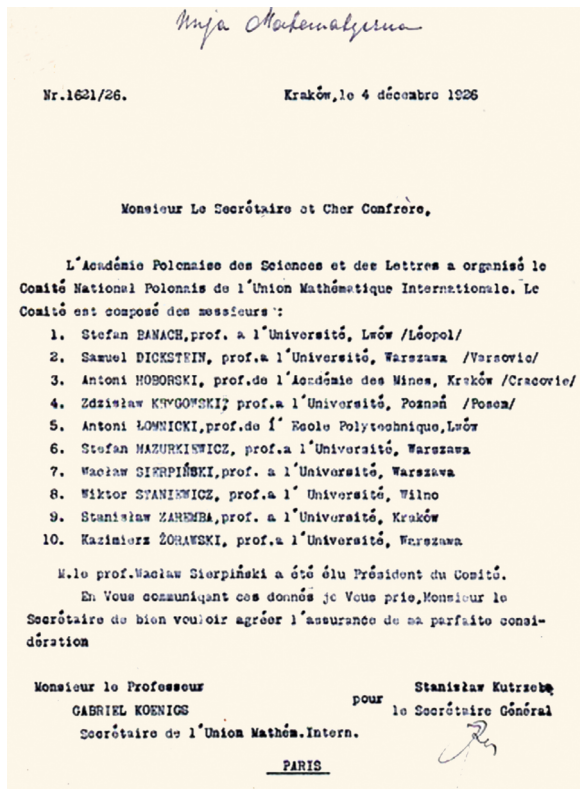 Unja Matematyczna
Nr.1621/26.
Kraków,le 4 décembre 1926
Monsieur Le Secrétaire et Cher Confrère,
L'Académie Polonaise des Sciences et des Lettres a organisé le
Comité National Polonais de l'Union Mathématique Internationale. Le
Comité est composé des messieurs :
1. Stefan BANACH,prof. a l'Université, Lwów /Léopol/
2. Samuel DICKSTEIN, prof.a l'Université, Warszawa /Varsovie/
3. Antoni HOBORSKI, prof.de l'Académie des Mines, Kraków /Cracovie/
4. Zdzisław KRYGOWSKI, prof.a l'Université, Poznań /Posen/
5. Antoni ŁOMNICKI, prof.de l' Ecole Polytechnique,Lwów
6. Stefan MAZURKIEWICZ, prof.a l'Université, Warszawa
7. Wacław SIERPIŃSKI,prof. a l'Université, Warszawa
8. Wiktor STANIEWICZ, prof.a l' Université, Wilno
9. Stanisław ZAREMBA,prof. a l'Université, Kraków
10. Kazimierz ŻORAWSKI, prof.a l'Université, Warszawa
M.le prof.Wacław Sierpiński a été élu Président du Comité.
En Vous communiqant ces donnés je Vous prie,Monsieur le
Secrétaire de bien vouloir agréer l'assurance de ma parfaite consi-
dération
Monsieur le Professeur
GABRIEL KOENIGS
Secrétaire de l'Union Mathém.Intern.
PARIS
pour
Stanisław Kutrzeba
le Secrétaire Général